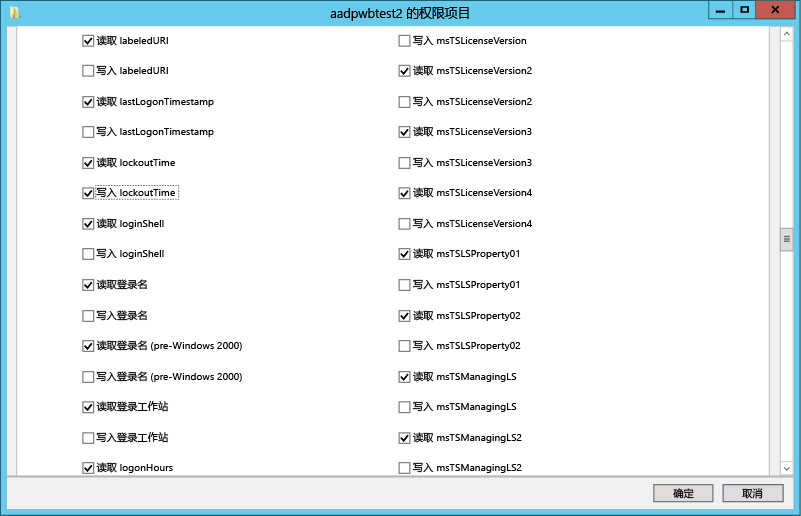 aadpwbtest2 的权限项目
读取 labeledURI
写入 msTSLicenseVersion
写入 labeledURI
读取 msTSLicenseVersion2
读取 lastLogonTimestamp
写入 msTSLicenseVersion2
写入 lastLogonTimestamp
读取 msTSLicenseVersion3
读取 lockoutTime
写入 msTSLicenseVersion3
写入 lockoutTime
读取 msTSLicenseVersion4
读取 loginShell
写入 msTSLicenseVersion4
写入 loginShell
读取 msTSLSProperty01
读取登录名
写入 msTSLSProperty01
写入登录名
读取 msTSLSProperty02
读取登录名 (pre-Windows 2000)
写入 msTSLSProperty02
写入登录名 (pre-Windows 2000)
读取 msTSManagingLS
读取登录工作站
写入 msTSManagingLS
写入登录工作站
读取 msTSManagingLS2
读取 logonHours
写入 msTSManagingLS2
确定
取消